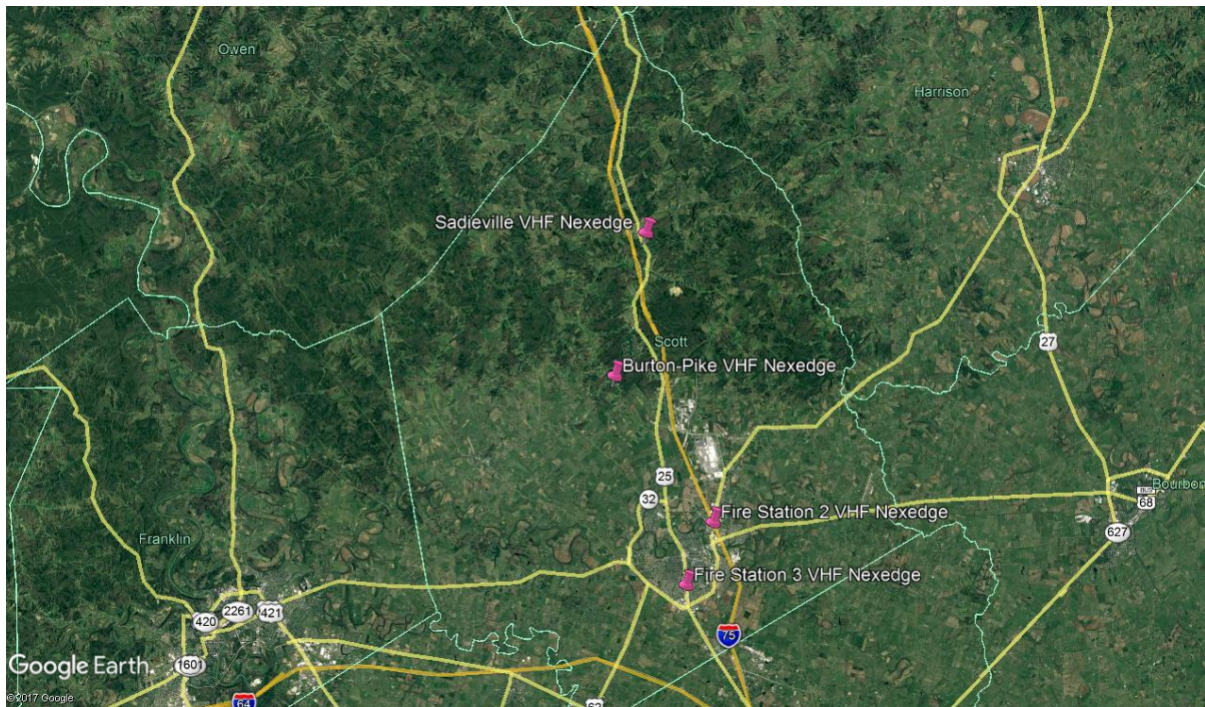 Owen
Harrison
Sadieville VHF Nexedge
Scott
27
Burton-Pike VHF Nexedge
25
32
Bourbon
68
Fire Station 2 VHF Nexedge
627
Franklin
Fire Station 3 VHF Nexedge
420
2261
421
75
1601
Google Earth
62
64
©2017 Google